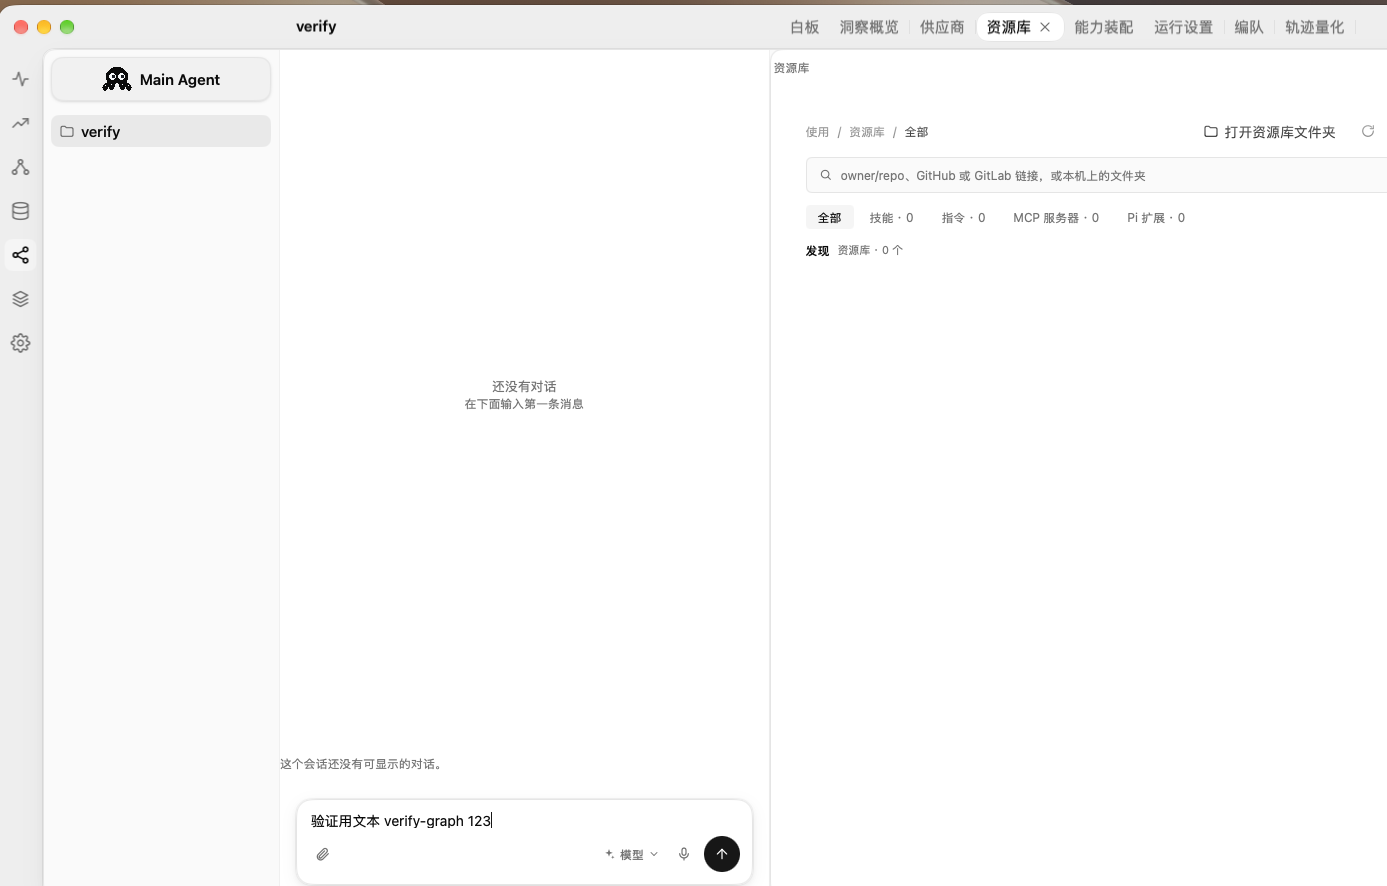 verify
白板 洞察概览 供应商 资源库 能力装配 运行设置 编队 轨迹量化
Main Agent
verify
还没有对话
在下面输入第一条消息
这个会话还没有可显示的对话。
验证用文本 verify-graph 123
模型
资源库
使用 / 资源库 / 全部
打开资源库文件夹
owner/repo、GitHub 或 GitLab 链接，或本机上的文件夹
全部 技能 · 0 指令 · 0 MCP 服务器 · 0 Pi 扩展 · 0
发现 资源库 · 0 个